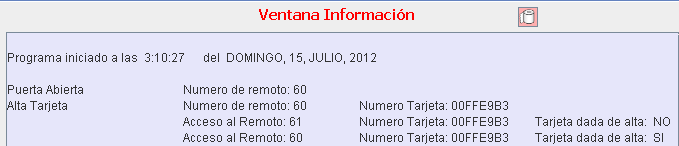 Ventana Información
Programa iniciado a las 3:10:27 del DOMINGO, 15, JULIO, 2012
Puerta Abierta Numero de remoto: 60
Alta Tarjeta Numero de remoto: 60 Numero Tarjeta: 00FFE9B3
Acceso al Remoto: 61 Numero Tarjeta: 00FFE9B3 Tarjeta dada de alta: NO
Acceso al Remoto: 60 Numero Tarjeta: 00FFE9B3 Tarjeta dada de alta: SI